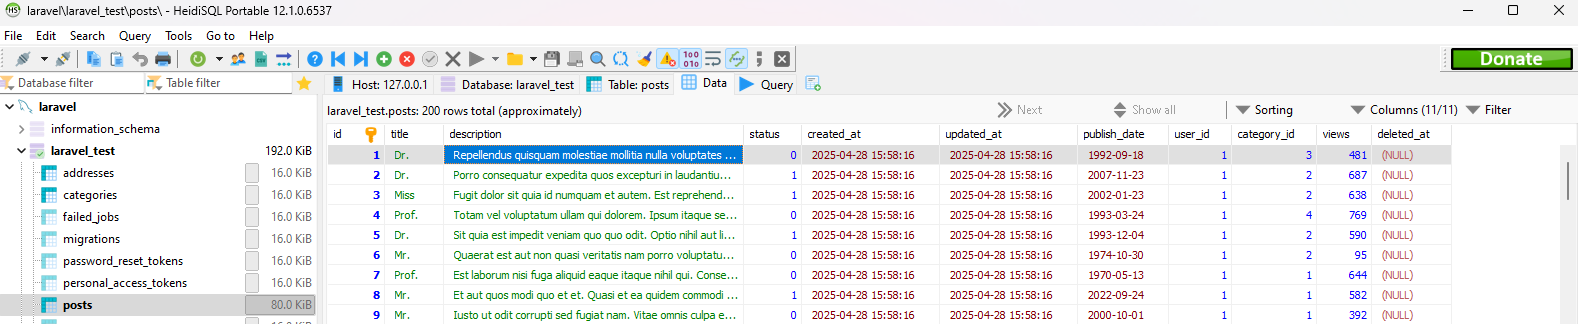 HS laravel\laravel_test\posts\ - HeidiSQL Portable 12.1.0.6537
File Edit Search Query Tools Go to Help
Donate
Database filter Table filter Host: 127.0.0.1 Database: laravel_test Table: posts Data Query
laravel
information_schema
laravel_test 192.0 KiB
addresses 16.0 KiB
categories 16.0 KiB
failed_jobs 16.0 KiB
migrations 16.0 KiB
password_reset_tokens 16.0 KiB
personal_access_tokens 16.0 KiB
posts 80.0 KiB
16.0 KiB
laravel_test.posts: 200 rows total (approximately) Next Show all Sorting Columns (11/11) Filter
id title description status created_at updated_at publish_date user_id category_id views deleted_at
1 Dr. Repellendus quisquam molestiae mollitia nulla voluptates ... 0 2025-04-28 15:58:16 2025-04-28 15:58:16 1992-09-18 1 3 481 (NULL)
2 Dr. Porro consequatur expedita quos excepturi in laudantiu... 1 2025-04-28 15:58:16 2025-04-28 15:58:16 2007-11-23 1 2 687 (NULL)
3 Miss Fugit dolor sit quia id numquam et autem. Est reprehend... 1 2025-04-28 15:58:16 2025-04-28 15:58:16 2002-01-23 1 2 638 (NULL)
4 Prof. Totam vel voluptatum ullam qui dolorem. Ipsum itaque se... 0 2025-04-28 15:58:16 2025-04-28 15:58:16 1993-03-24 1 4 769 (NULL)
5 Dr. Sit quia est impedit veniam quo quo odit. Optio nihil aut li... 1 2025-04-28 15:58:16 2025-04-28 15:58:16 1993-12-04 1 2 590 (NULL)
6 Mr. Quaerat est aut non quasi veritatis nam porro voluptatu... 0 2025-04-28 15:58:16 2025-04-28 15:58:16 1974-10-30 1 2 95 (NULL)
7 Prof. Est laborum nisi fuga aliquid eaque itaque nihil qui. Conse... 0 2025-04-28 15:58:16 2025-04-28 15:58:16 1970-05-13 1 1 644 (NULL)
8 Mr. Et aut quos modi quo et et. Quasi et ea quidem commodi ... 1 2025-04-28 15:58:16 2025-04-28 15:58:16 2022-09-24 1 1 582 (NULL)
9 Mr. Iusto ut odit corrupti sed fugiat nam. Vitae omnis culpa e... 0 2025-04-28 15:58:16 2025-04-28 15:58:16 2000-10-01 1 1 392 (NULL)